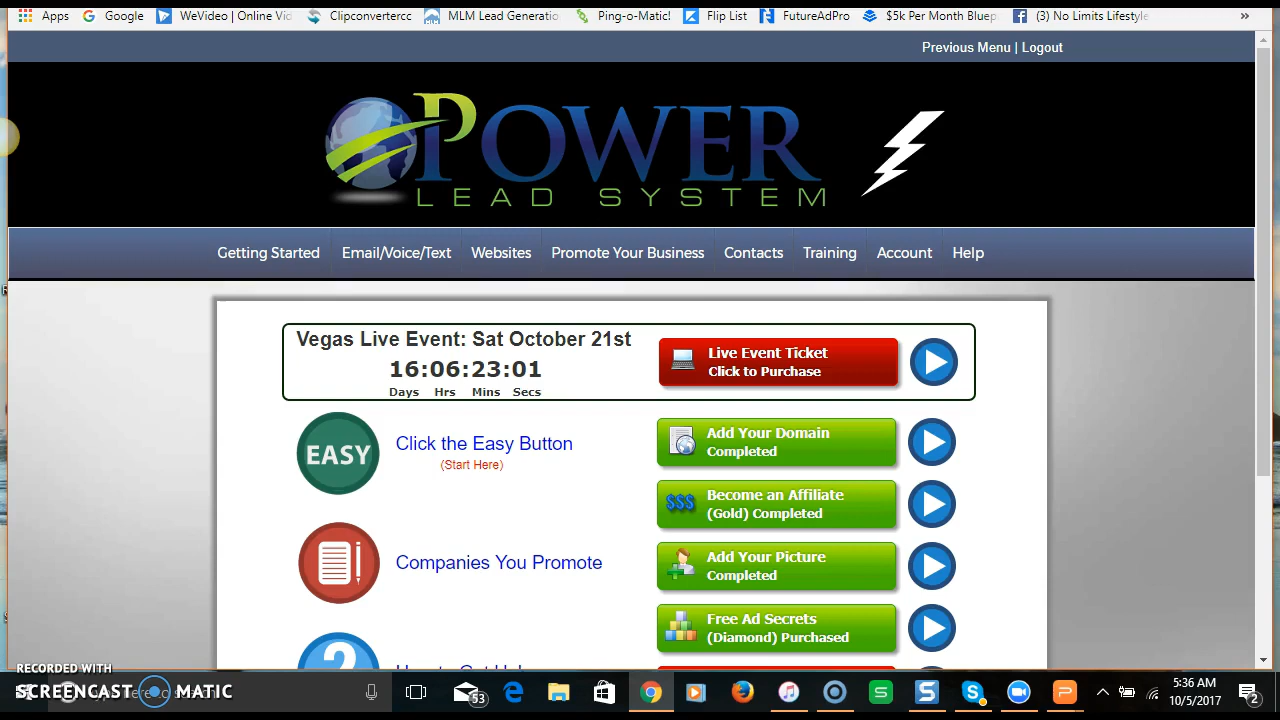 Apps Google WeVideo | Online Vi Clipconvertercc MLM Lead Generatio Ping-o-Matic! Flip List FutureAdPro $5k Per Month Bluep (3) No Limits Lifestyle »
Previous Menu | Logout
POWER
LEAD SYSTEM
Getting Started Email/Voice/Text Websites Promote Your Business Contacts Training Account Help
Vegas Live Event: Sat October 21st
16:06:23:01
Days Hrs Mins Secs
Live Event Ticket
Click to Purchase
EASY
Click the Easy Button
(Start Here)
Add Your Domain
Completed
$$$
Become an Affiliate
(Gold) Completed
Companies You Promote
Add Your Picture
Completed
Free Ad Secrets
(Diamond) Purchased
?
RECORDED WITH
SCREENCAST MATIC
53
5:36 AM
10/5/2017
2